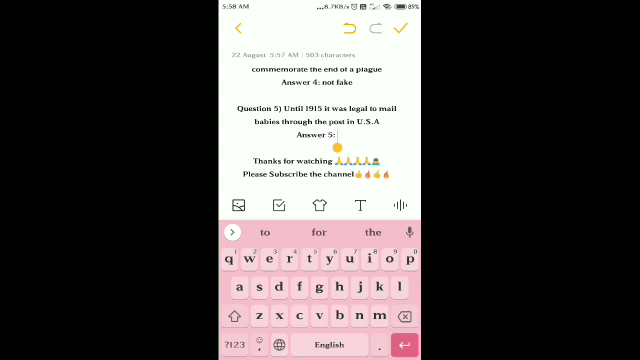 5:58 AM ...8.7KB/s 89%
22 August 5:57 AM | 503 characters
commemorate the end of a plague
Answer 4: not fake
Question 5) Until 1915 it was legal to mail
babies through the post in U.S.A
Answer 5:
Thanks for watching 🙏🙏🙏🙏🙇
Please Subscribe the channel👍🔥👍🔥
to for the
1 2 3 4 5 6 7 8 9 0
q w e r t y u i o p
a s d f g h j k l
z x c v b n m
?123 English .